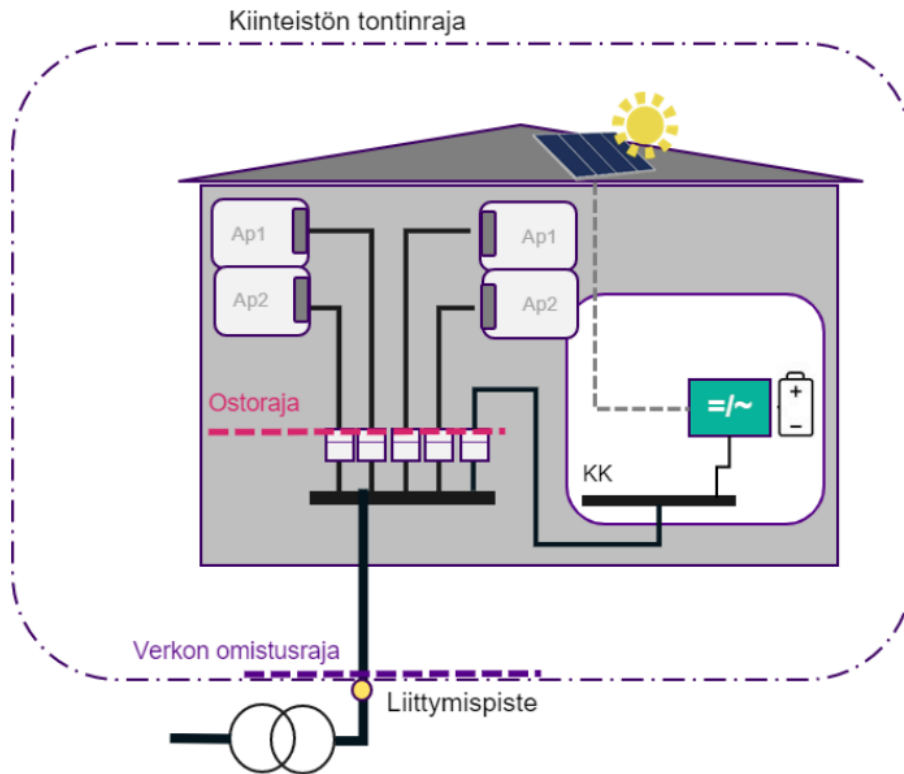 Kiinteistön tontinraja
Ap1
Ap1
Ap2
Ap2
Ostoraja
=/~
+
−
KK
Verkon omistusraja
Liittymispiste